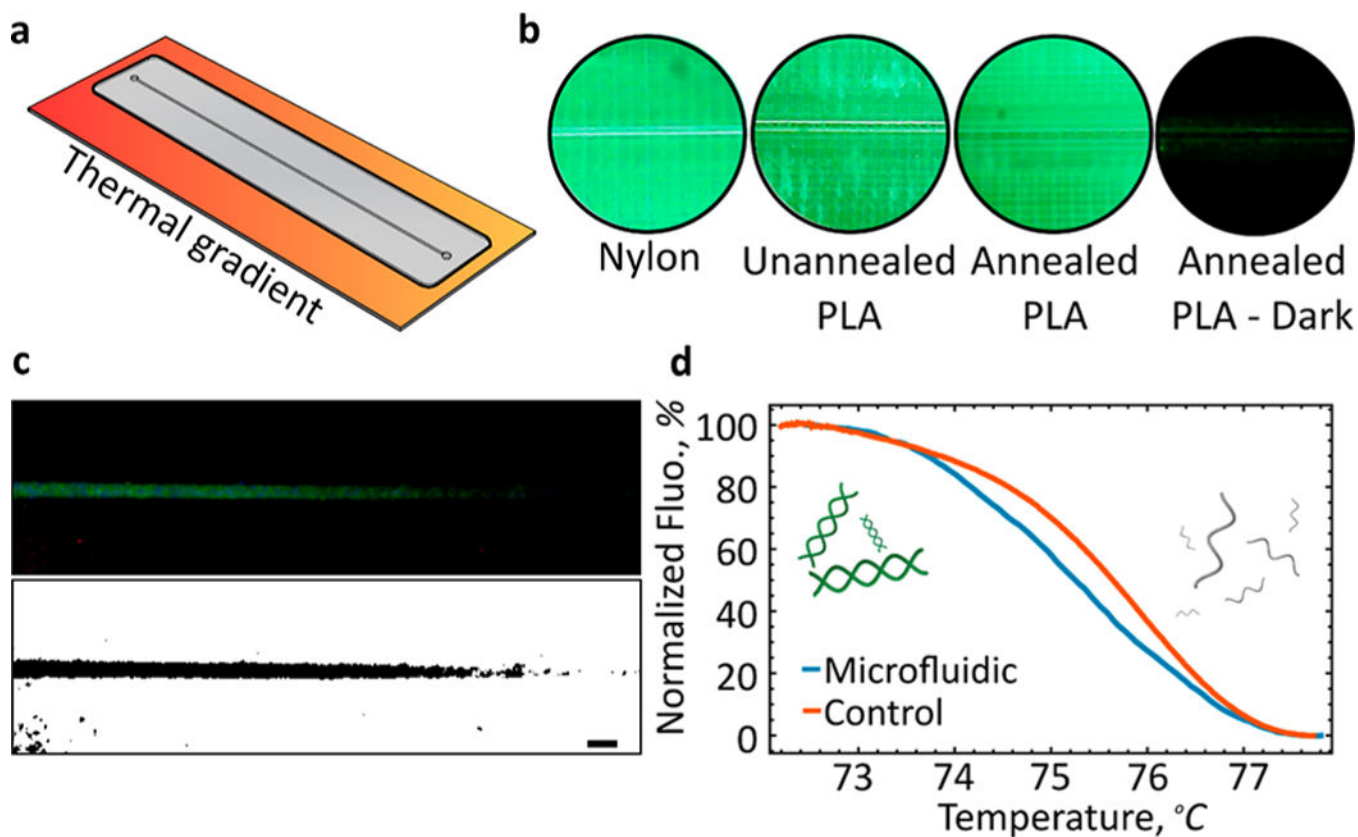 a
Thermal gradient
b
Nylon
Unannealed
PLA
Annealed
PLA
Annealed
PLA - Dark
c
d
Normalized Fluo., %
100
80
60
40
20
0
Microfluidic
Control
73
74
75
76
77
Temperature, °C